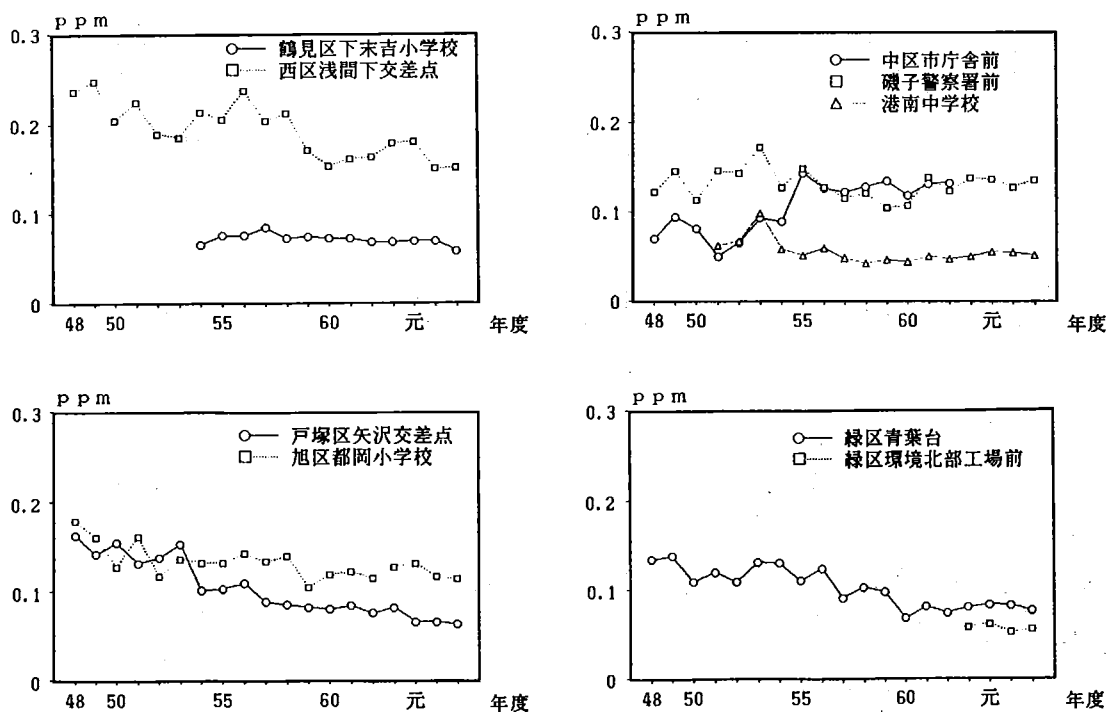 ｐｐｍ
0.3
鶴見区下末吉小学校
西区浅間下交差点
0.2
0.1
0
48 50 55 60 元 年度
ｐｐｍ
0.3
中区市庁舎前
磯子警察署前
港南中学校
0.2
0.1
0
48 50 55 60 元 年度
ｐｐｍ
0.3
戸塚区矢沢交差点
旭区都岡小学校
0.2
0.1
0
48 50 55 60 元 年度
ｐｐｍ
0.3
緑区青葉台
緑区環境北部工場前
0.2
0.1
0
48 50 55 60 元 年度